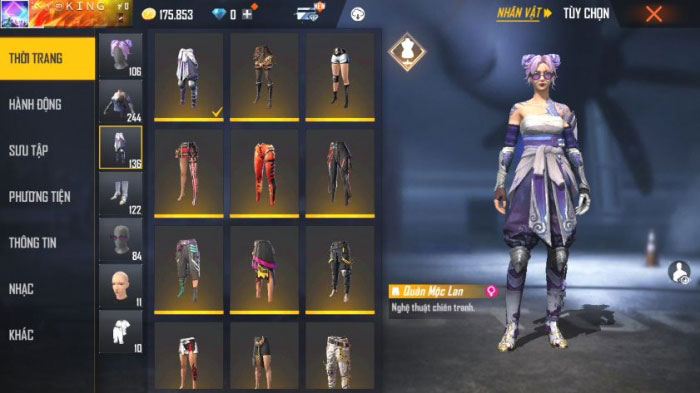 KING
175.853
0
NEW
NHÂN VẬT
TÙY CHỌN
THỜI TRANG
HÀNH ĐỘNG
SƯU TẬP
PHƯƠNG TIỆN
THÔNG TIN
NHẠC
KHÁC
106
244
136
122
84
11
10
Quần Mộc Lan
Nghệ thuật chiến tranh.